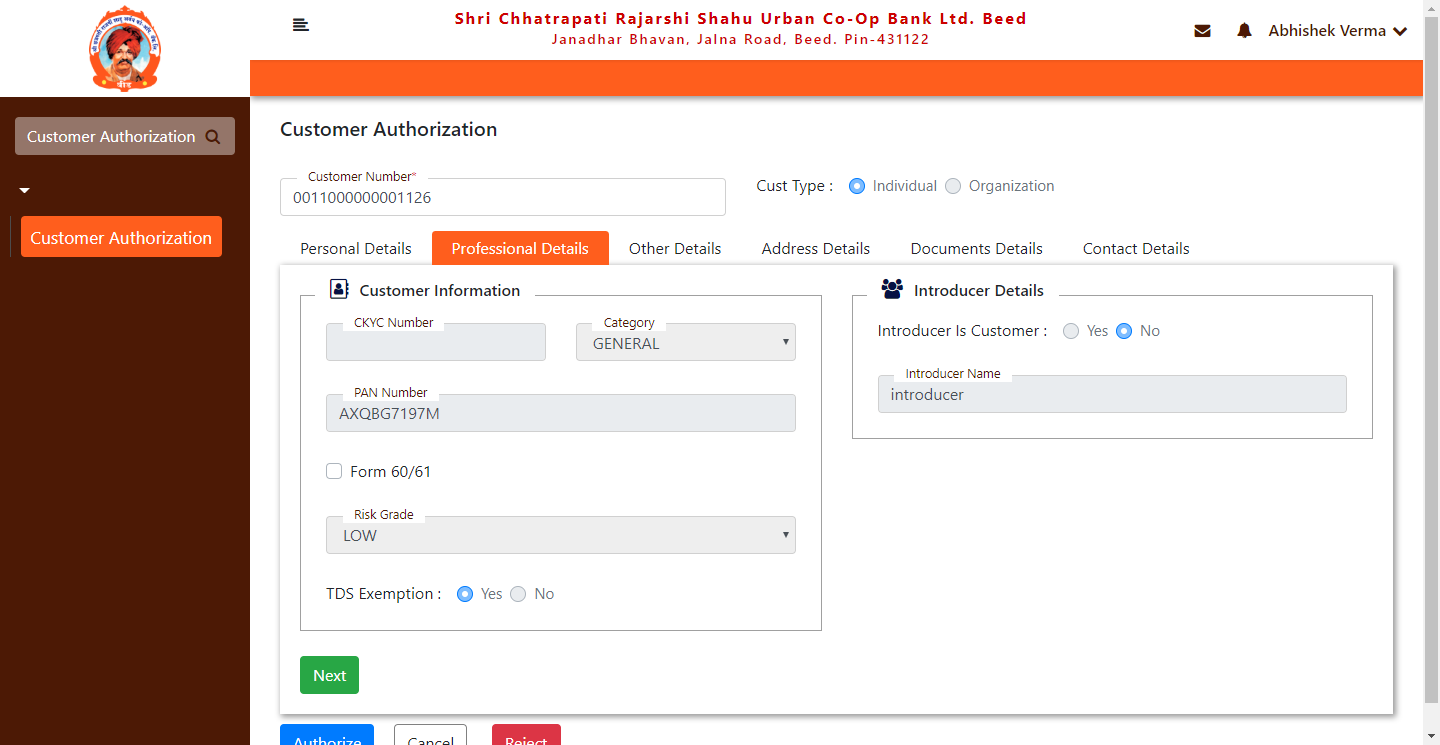 Shri Chhatrapati Rajarshi Shahu Urban Co-Op Bank Ltd. Beed
Janadhar Bhavan, Jalna Road, Beed. Pin-431122
Abhishek Verma
बीड
Customer Authorization
Customer Authorization
Customer Authorization
Customer Number*
0011000000001126
Cust Type : Individual Organization
Personal Details Professional Details Other Details Address Details Documents Details Contact Details
Customer Information
Introducer Details
CKYC Number
Category
GENERAL
Introducer Is Customer : Yes No
PAN Number
AXQBG7197M
Introducer Name
introducer
Form 60/61
Risk Grade
LOW
TDS Exemption : Yes No
Next
Authorize Cancel Reject